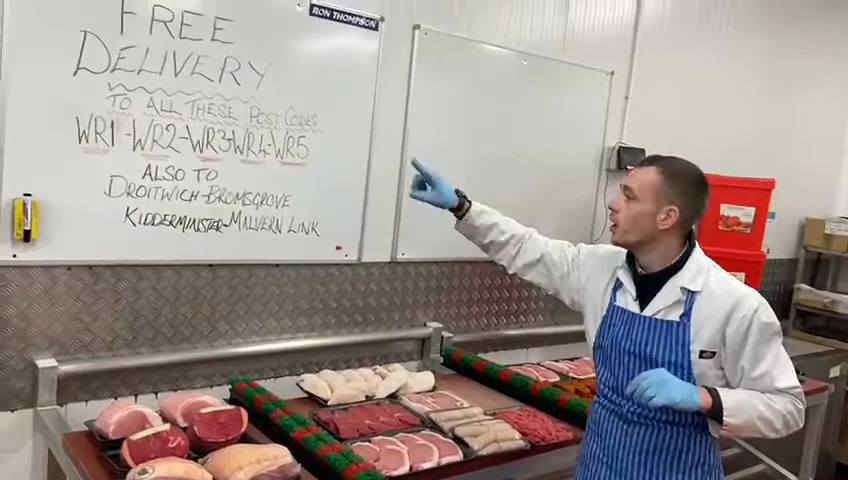 FREE
DELIVERY
TO ALL THESE POST CODES
WR1-WR2-WR3-WR4-WR5
ALSO TO
DROITWICH-BROMSGROVE
KIDDERMINSTER-MALVERN LINK
RON THOMPSON